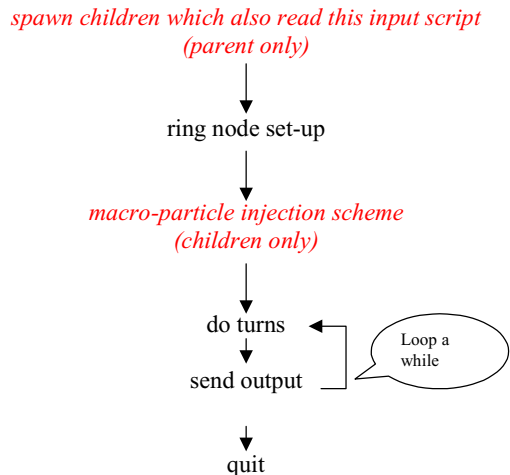 spawn children which also read this input script
(parent only)
ring node set-up
macro-particle injection scheme
(children only)
do turns
Loop a
while
send output
quit